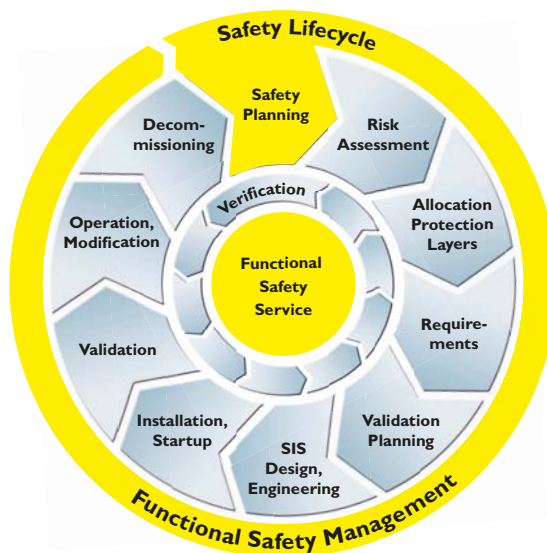 Safety Lifecycle
Safety
Planning
Risk
Assessment
Allocation
Protection
Layers
Require-
ments
Validation
Planning
SIS
Design,
Engineering
Installation,
Startup
Validation
Operation,
Modification
Decom-
missioning
Verification
Functional
Safety
Service
Functional Safety Management